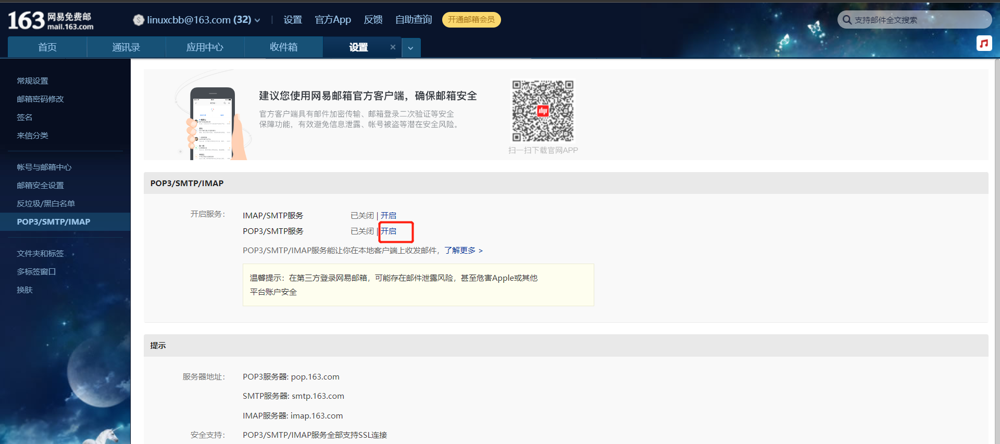 163 网易免费邮
mail.163.com
linuxcbb@163.com (32) | 设置 官方App 反馈 自助查询 开通邮箱会员
支持邮件全文搜索
首页 通讯录 应用中心 收件箱 设置
常规设置
邮箱密码修改
签名
来信分类
帐号与邮箱中心
邮箱安全设置
反垃圾/黑白名单
POP3/SMTP/IMAP
文件夹和标签
多标签窗口
换肤
建议您使用网易邮箱官方客户端，确保邮箱安全
官方客户端具有邮件加密传输、邮箱登录二次验证等安全
保障功能，有效避免信息泄露、帐号被盗等潜在安全风险。
扫一扫下载官网APP
POP3/SMTP/IMAP
开启服务： IMAP/SMTP服务 已关闭 | 开启
POP3/SMTP服务 已关闭 | 开启
POP3/SMTP/IMAP服务能让你在本地客户端上收发邮件，了解更多 >
温馨提示：在第三方登录网易邮箱，可能存在邮件泄露风险，甚至危害Apple或其他
平台账户安全
提示
服务器地址： POP3服务器: pop.163.com
SMTP服务器: smtp.163.com
IMAP服务器: imap.163.com
安全支持： POP3/SMTP/IMAP服务全部支持SSL连接